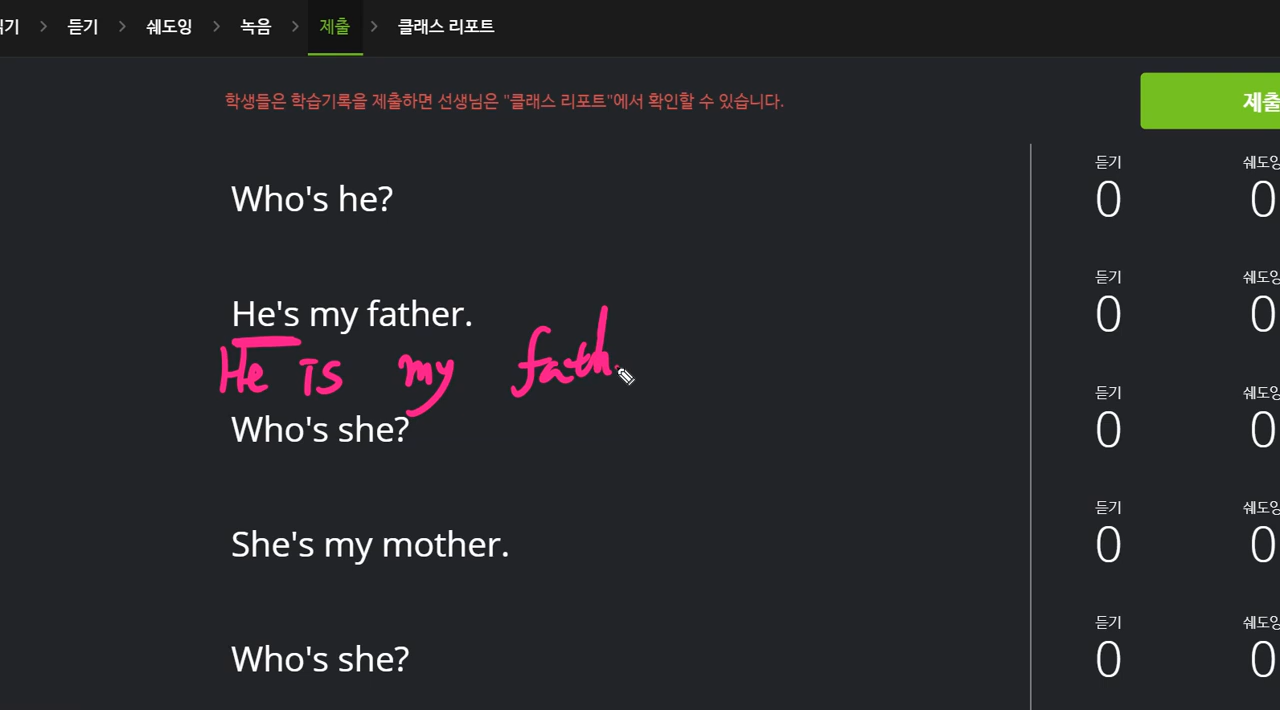 듣기 > 쉐도잉 > 녹음 > 제출 > 클래스 리포트
학생들은 학습기록을 제출하면 선생님은 "클래스 리포트"에서 확인할 수 있습니다.
제출
Who's he?
듣기 쉐도잉
0 0
He's my father.
He is my fath
듣기 쉐도잉
0 0
Who's she?
듣기 쉐도잉
0 0
She's my mother.
듣기 쉐도잉
0 0
Who's she?
듣기 쉐도잉
0 0